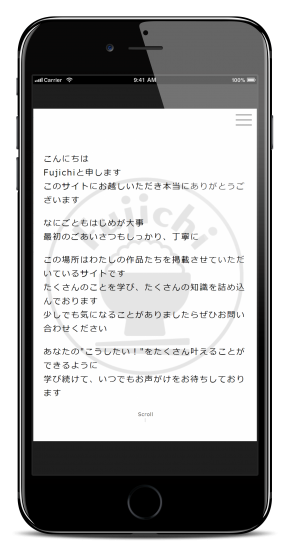 Carrier
9:41 AM
100%
こんにちは
Fujichiと申します
このサイトにお越しいただき本当にありがとうご
ざいます
なにごともはじめが大事
最初のごあいさつもしっかり、丁寧に
この場所はわたしの作品たちを掲載させていただ
いているサイトです
たくさんのことを学び、たくさんの知識を詰め込
んでおります
少しでも気になることがありましたらぜひお問い
合わせください
あなたの"こうしたい！"をたくさん叶えることが
できるように
学び続けて、いつでもお声がけをお待ちしており
ます
Fujichi
Scroll